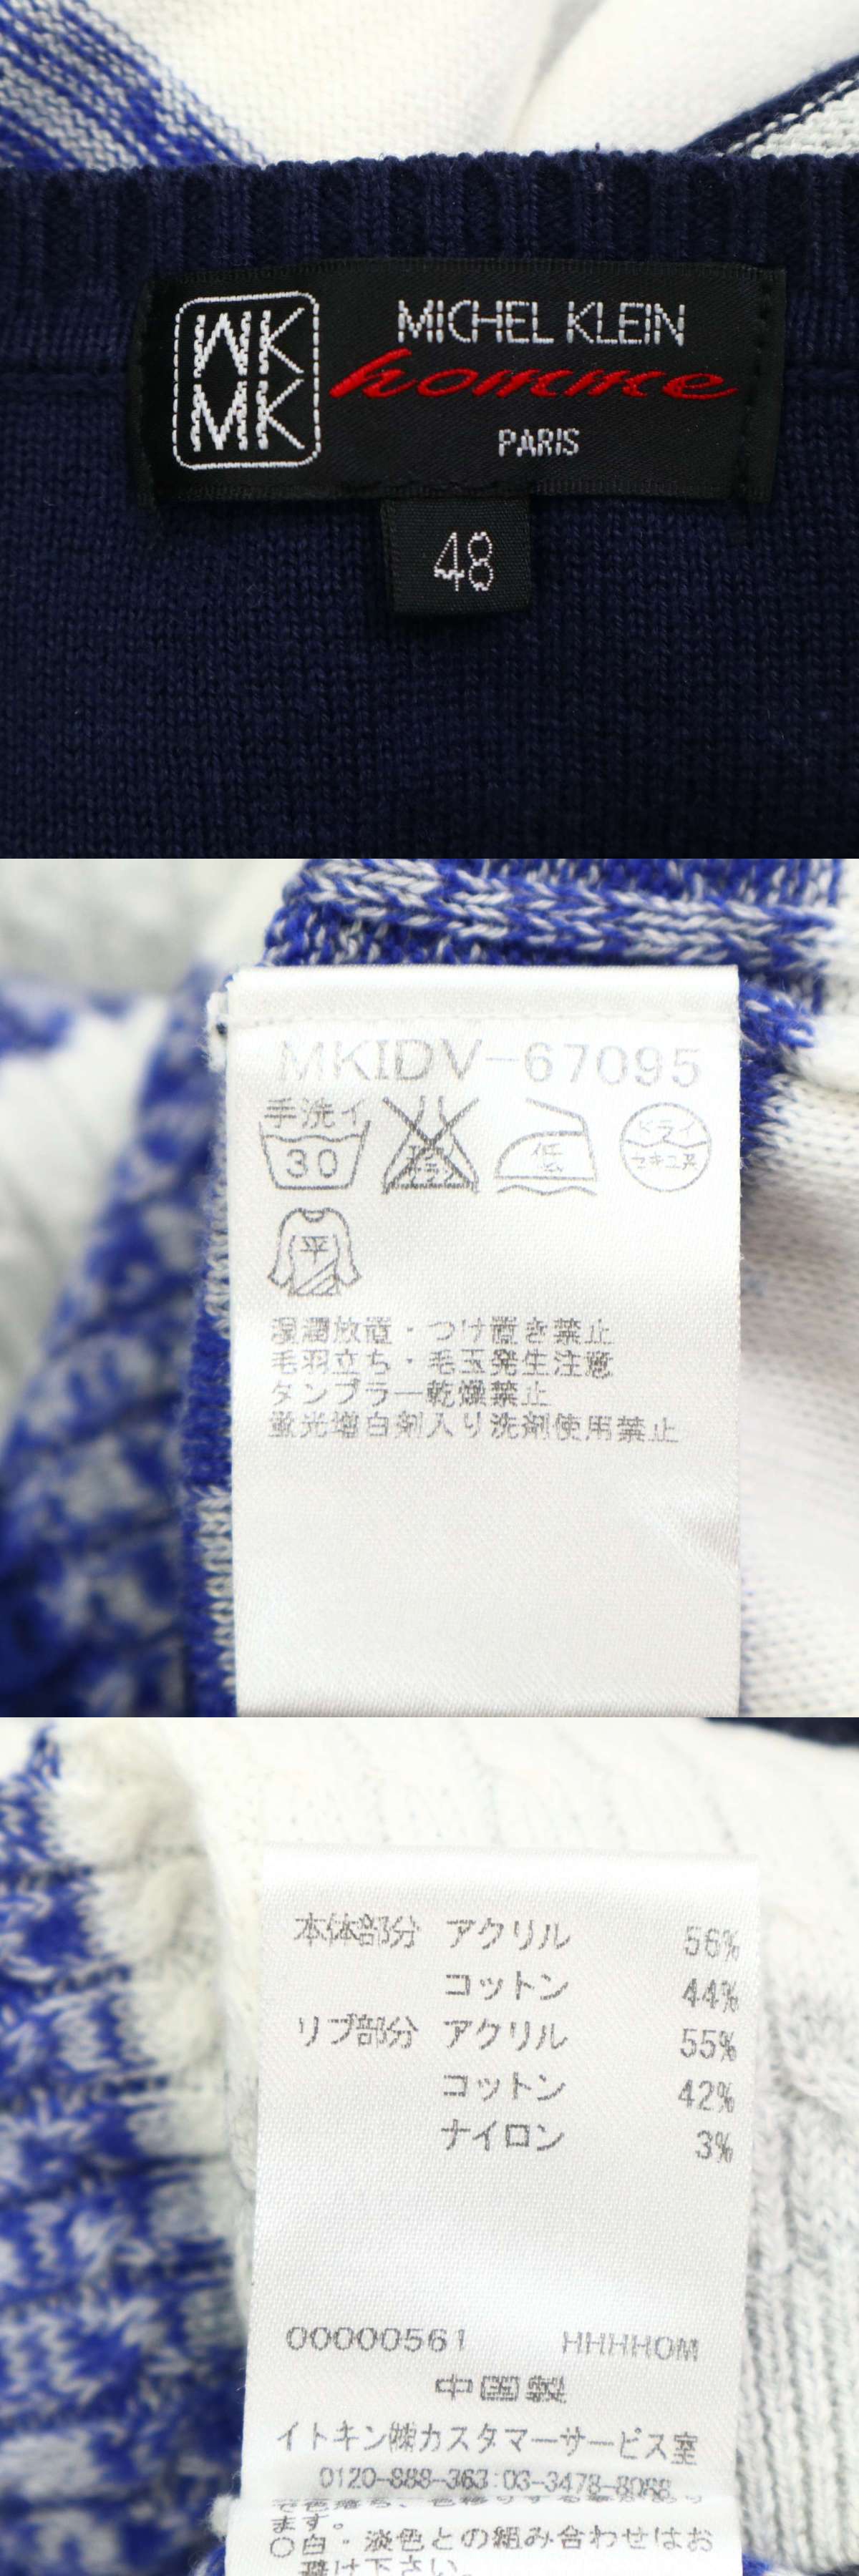 MK
MK
MICHEL KLEIN
homme
PARIS
48
MKIDV-67095
手洗イ
30
低
ドライ
セキユ系
平
湿潤放置・つけ置き禁止
毛羽立ち・毛玉発生注意
タンブラー乾燥禁止
蛍光増白剤入り洗剤使用禁止
本体部分 アクリル 56%
コットン 44%
リブ部分 アクリル 55%
コットン 42%
ナイロン 3%
00000561 HHHHOM
中国製
イトキン㈱カスタマーサービス室
0120-888-363:03-3478-8088
ます。
○白・淡色との組み合わせはお
避け下さい。